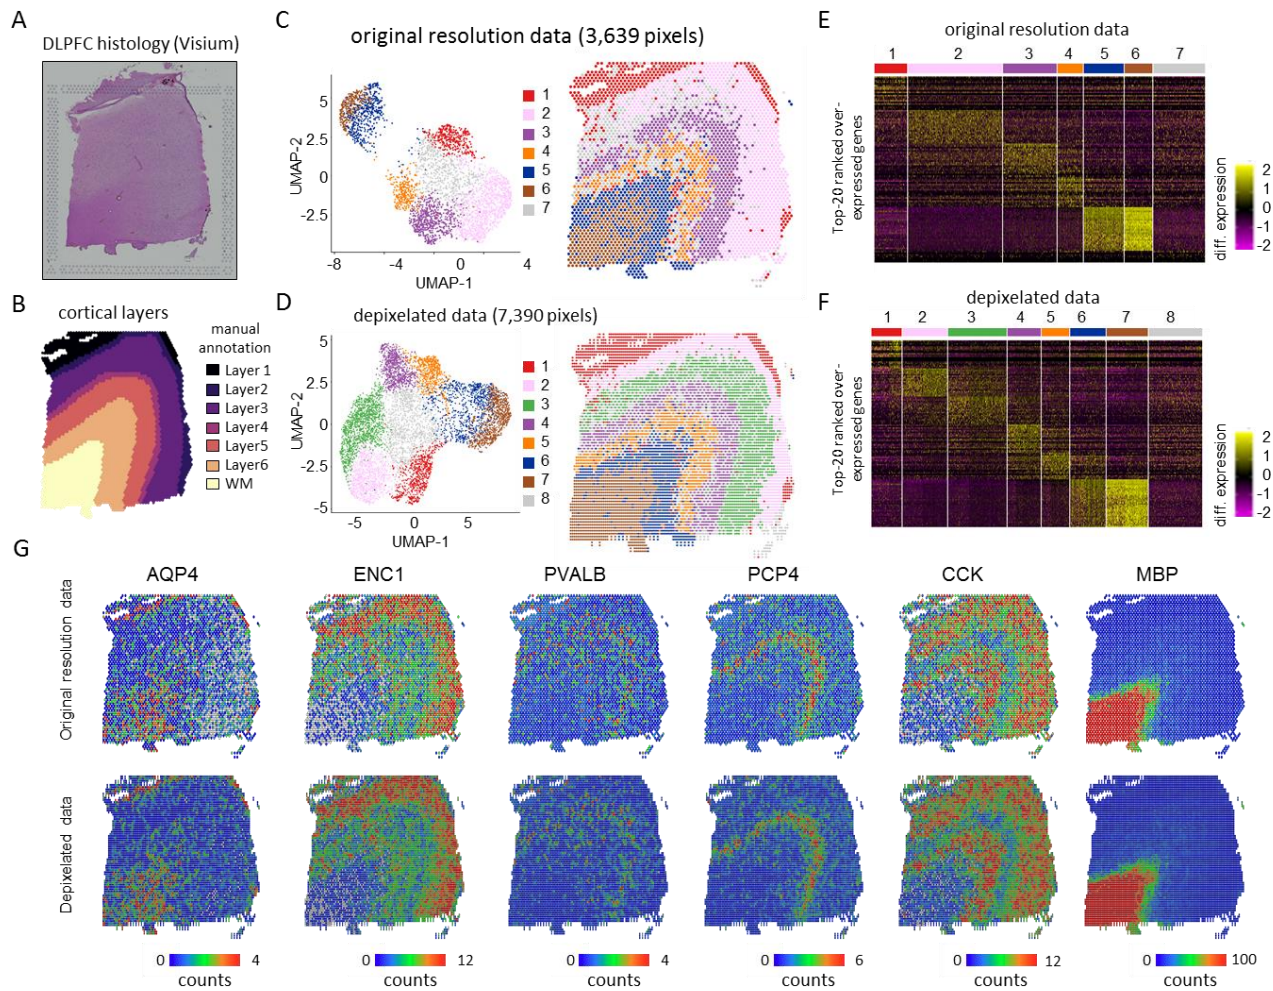 A
DLPFC histology (Visium)
B
cortical layers
manual
annotation
Layer 1
Layer2
Layer3
Layer4
Layer5
Layer6
WM
C
original resolution data (3,639 pixels)
UMAP-2
5
2.5
0
-2.5
-8
-4
0
4
UMAP-1
1
2
3
4
5
6
7
D
depixelated data (7,390 pixels)
UMAP-2
5
2.5
0
-2.5
-5
-5
0
5
UMAP-1
1
2
3
4
5
6
7
8
E
original resolution data
1 2 3 4 5 6 7
Top-20 ranked over-
expressed genes
diff. expression
2
1
0
-1
-2
F
depixelated data
1 2 3 4 5 6 7 8
Top-20 ranked over-
expressed genes
diff. expression
2
1
0
-1
-2
G
AQP4 ENC1 PVALB PCP4 CCK MBP
Original resolution data
Depixelated data
0 4 0 12 0 4 0 6 0 12 0 100
counts counts counts counts counts counts